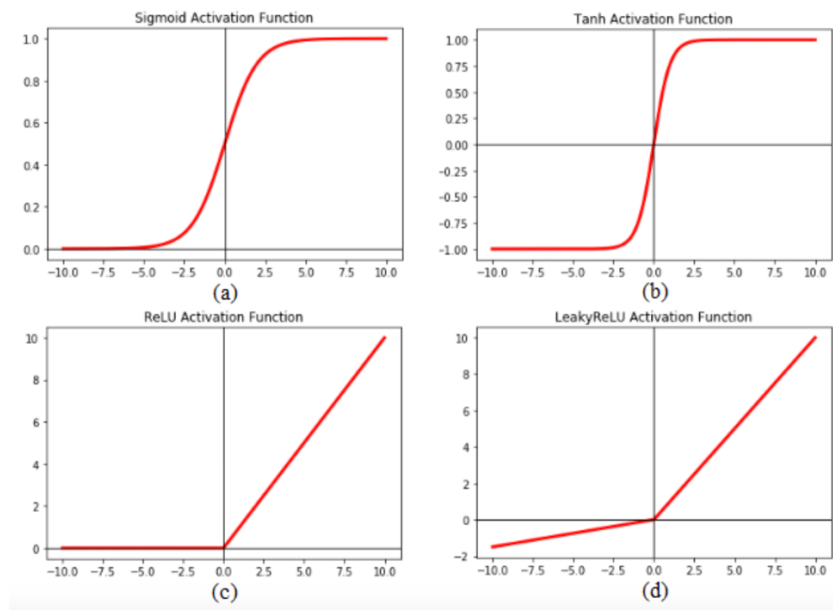 Sigmoid Activation Function
1.0
0.8
0.6
0.4
0.2
0.0
−10.0 −7.5 −5.0 −2.5 0.0 2.5 5.0 7.5 10.0
(a)
Tanh Activation Function
1.00
0.75
0.50
0.25
0.00
−0.25
−0.50
−0.75
−1.00
−10.0 −7.5 −5.0 −2.5 0.0 2.5 5.0 7.5 10.0
(b)
ReLU Activation Function
10
8
6
4
2
0
−10.0 −7.5 −5.0 −2.5 0.0 2.5 5.0 7.5 10.0
(c)
LeakyReLU Activation Function
10
8
6
4
2
0
−2
−10.0 −7.5 −5.0 −2.5 0.0 2.5 5.0 7.5 10.0
(d)